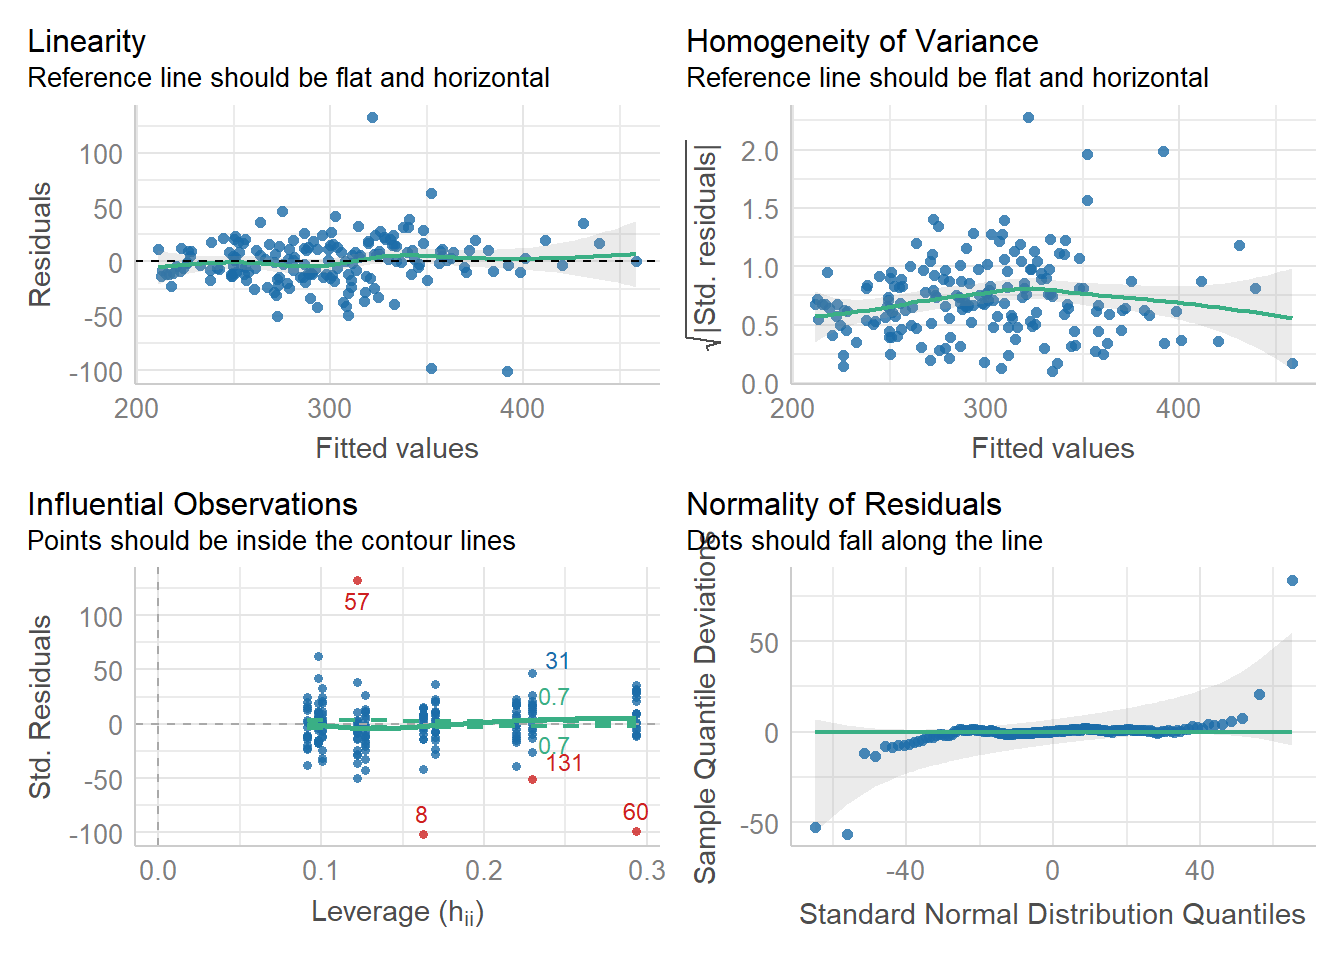 Linearity
Reference line should be flat and horizontal
Residuals
100
50
0
-50
-100
200
300
400
Fitted values
Homogeneity of Variance
Reference line should be flat and horizontal
√|Std. residuals|
2.0
1.5
1.0
0.5
0.0
200
300
400
Fitted values
Influential Observations
Points should be inside the contour lines
Std. Residuals
100
50
0
-50
-100
57
31
0.7
0.7
131
8
60
0.0
0.1
0.2
0.3
Leverage (hii)
Normality of Residuals
Dots should fall along the line
Sample Quantile Deviations
50
0
-50
-40
0
40
Standard Normal Distribution Quantiles